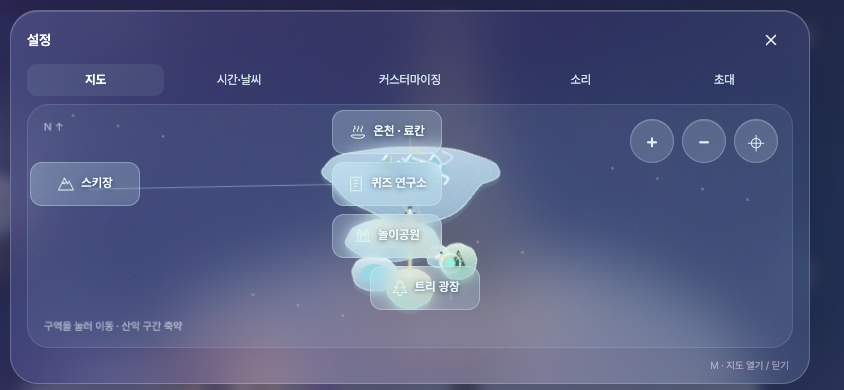 설정
지도
시간·날씨
커스터마이징
소리
초대
N ↑
온천 · 료칸
스키장
퀴즈 연구소
놀이공원
트리 광장
구역을 눌러 이동 · 산악 구간 축약
M · 지도 열기 / 닫기